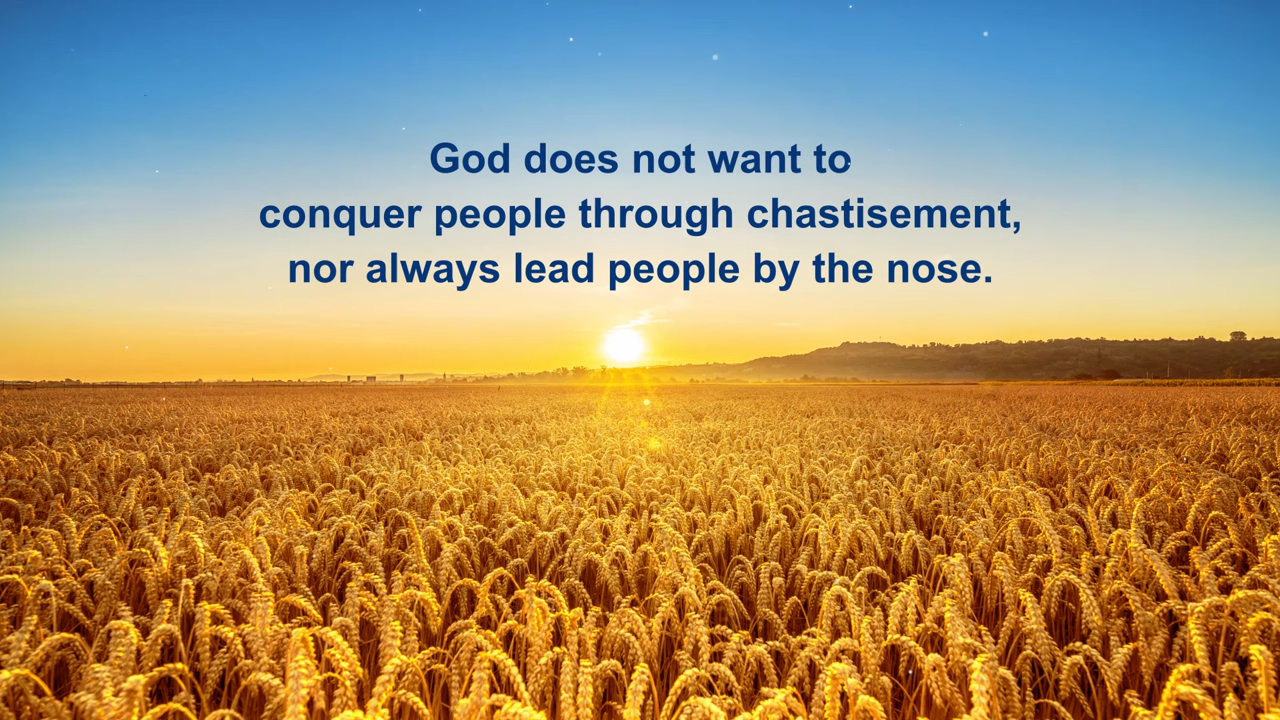 God does not want to
conquer people through chastisement,
nor always lead people by the nose.